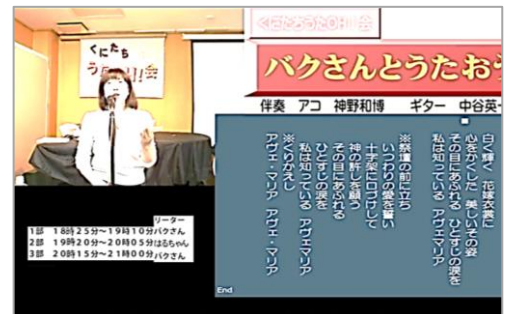 くにたちうたOH!!!会
くにたち
会
バクさんとうたお
伴奏 アコ 神野和博 ギター 中谷英
白く輝く 花嫁衣裳に
心をかくした 美しいその姿
その目にあふれる ひとすじの涙を
私は知っている アヴェマリア
※祭壇の前に立ち
いつわりの愛を誓い
十字架に口づけして
神の許しを願う
その目にあふれる
ひとすじの涙を
私は知っている アヴェマリア
※くりかえし
アヴェ・マリア アヴェ・マリア
End
リーダー
1部 18時25分~19時10分バクさん
2部 19時20分~20時05分はるちゃん
3部 20時15分~21時00分バクさん